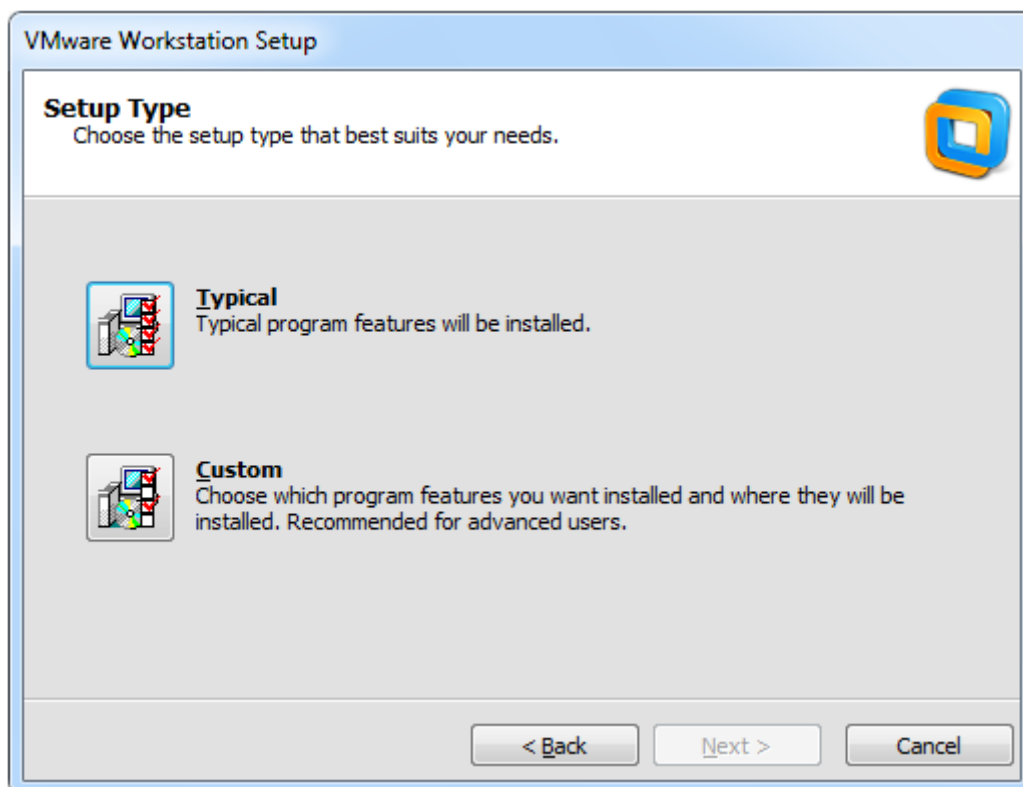 VMware Workstation Setup
Setup Type
Choose the setup type that best suits your needs.
Typical
Typical program features will be installed.
Custom
Choose which program features you want installed and where they will be
installed. Recommended for advanced users.
< Back
Next >
Cancel